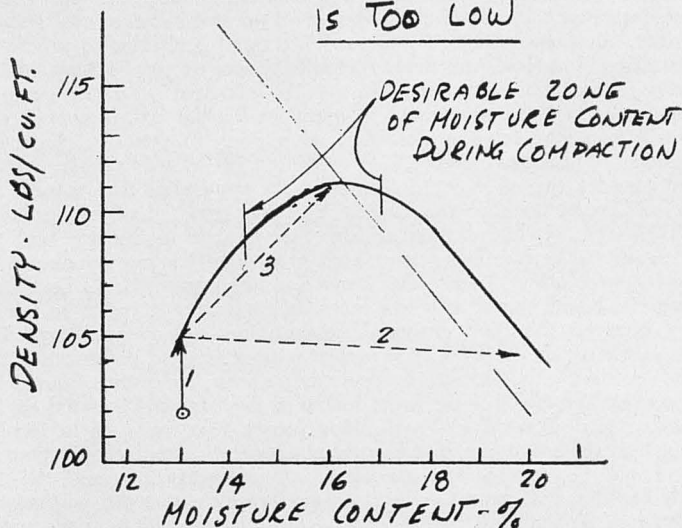 IS TOO LOW
DESIRABLE ZONE
OF MOISTURE CONTENT
DURING COMPACTION
DENSITY - LBS/CU.FT.
115
110
105
100
3
2
1
12
14
16
18
20
MOISTURE CONTENT - %